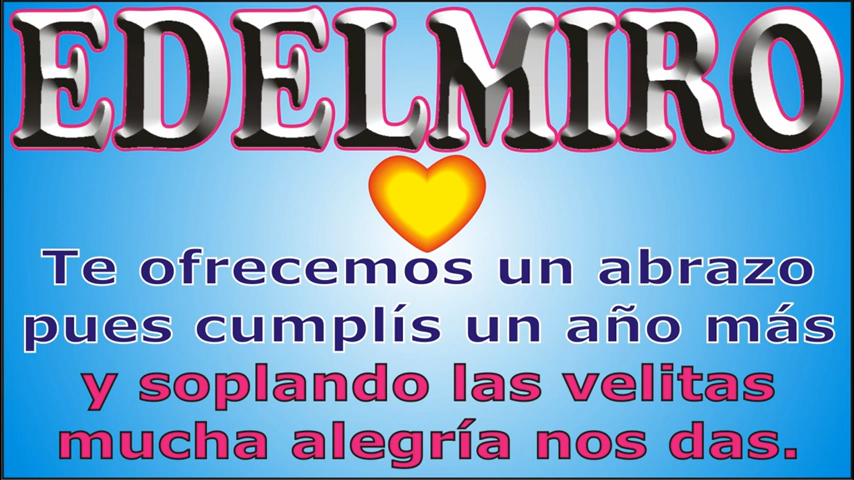 EDELMIRO
Te ofrecemos un abrazo
pues cumplís un año más
y soplando las velitas
mucha alegría nos das.